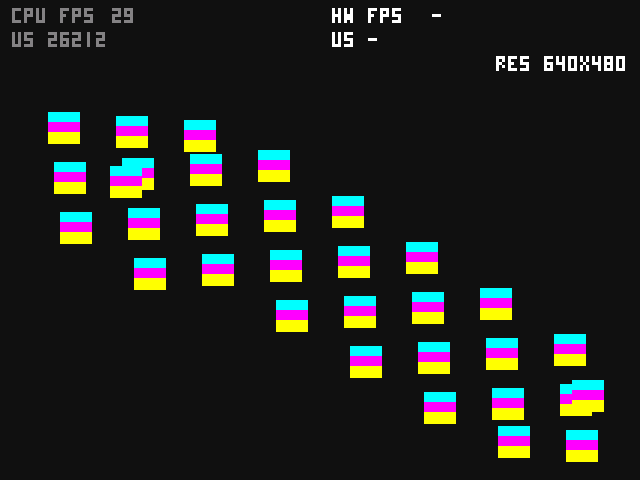 CPU FPS 29
HW FPS -
US 26212
US -
RES 640X480